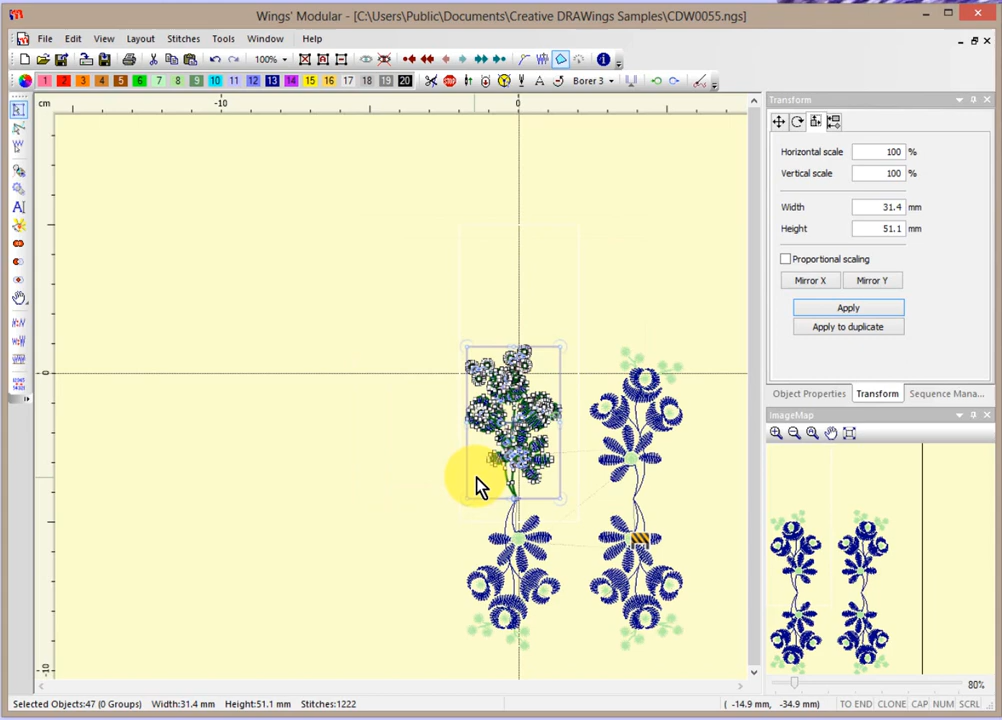 Wings' Modular - [C:\Users\Public\Documents\Creative DRAWings Samples\CDW0055.ngs]
File Edit View Layout Stitches Tools Window Help
100%
1 2 3 4 5 6 7 8 9 10 11 12 13 14 15 16 17 18 19 20 Borer 3
cm -10 0
0
-10
Transform
Horizontal scale 100 %
Vertical scale 100 %
Width 31.4 mm
Height 51.1 mm
Proportional scaling
Mirror X Mirror Y
Apply
Apply to duplicate
Object Properties Transform Sequence Mana...
ImageMap
80%
Selected Objects:47 (0 Groups) Width:31.4 mm Height:51.1 mm Stitches:1222 ( -14.9 mm, -34.9 mm) TO END CLONE CAP NUM SCRL